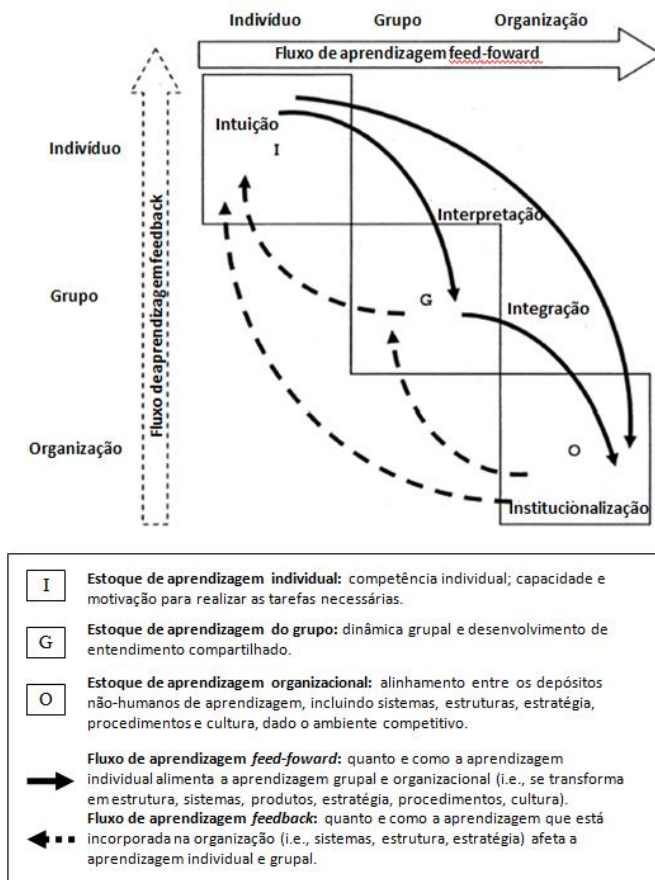 Indivíduo Grupo Organização
Fluxo de aprendizagem feed-foward
Intuição
I
Indivíduo
Interpretação
Fluxo de aprendizagem feedback
Grupo
G
Integração
Organização
O
Institucionalização
I
Estoque de aprendizagem individual: competência individual; capacidade e
motivação para realizar as tarefas necessárias.
G
Estoque de aprendizagem do grupo: dinâmica grupal e desenvolvimento de
entendimento compartilhado.
O
Estoque de aprendizagem organizacional: alinhamento entre os depósitos
não-humanos de aprendizagem, incluindo sistemas, estruturas, estratégia,
procedimentos e cultura, dado o ambiente competitivo.
Fluxo de aprendizagem feed-foward: quanto e como a aprendizagem
individual alimenta a aprendizagem grupal e organizacional (i.e., se transforma
em estrutura, sistemas, produtos, estratégia, procedimentos, cultura).
Fluxo de aprendizagem feedback: quanto e como a aprendizagem que está
incorporada na organização (i.e., sistemas, estrutura, estratégia) afeta a
aprendizagem individual e grupal.